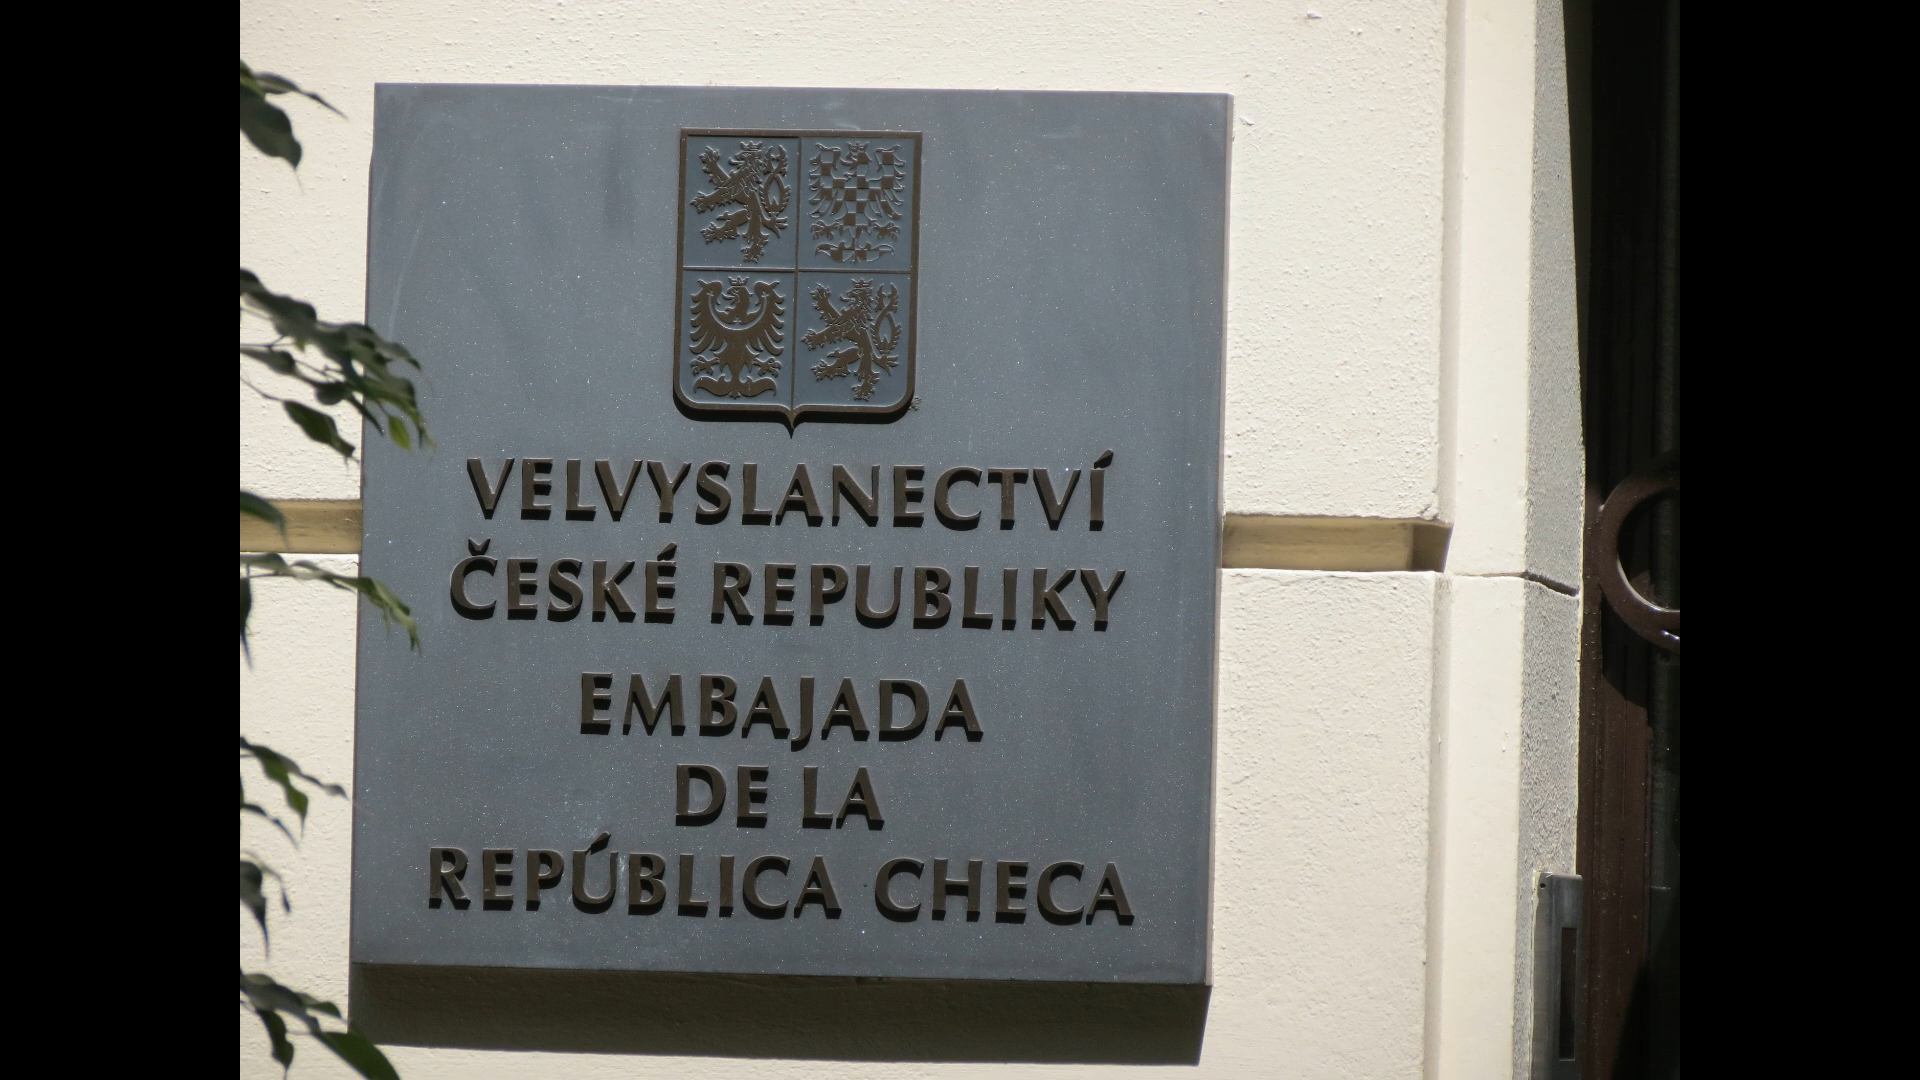 VELVYSLANECTVÍ
ČESKÉ REPUBLIKY
EMBAJADA
DE LA
REPÚBLICA CHECA